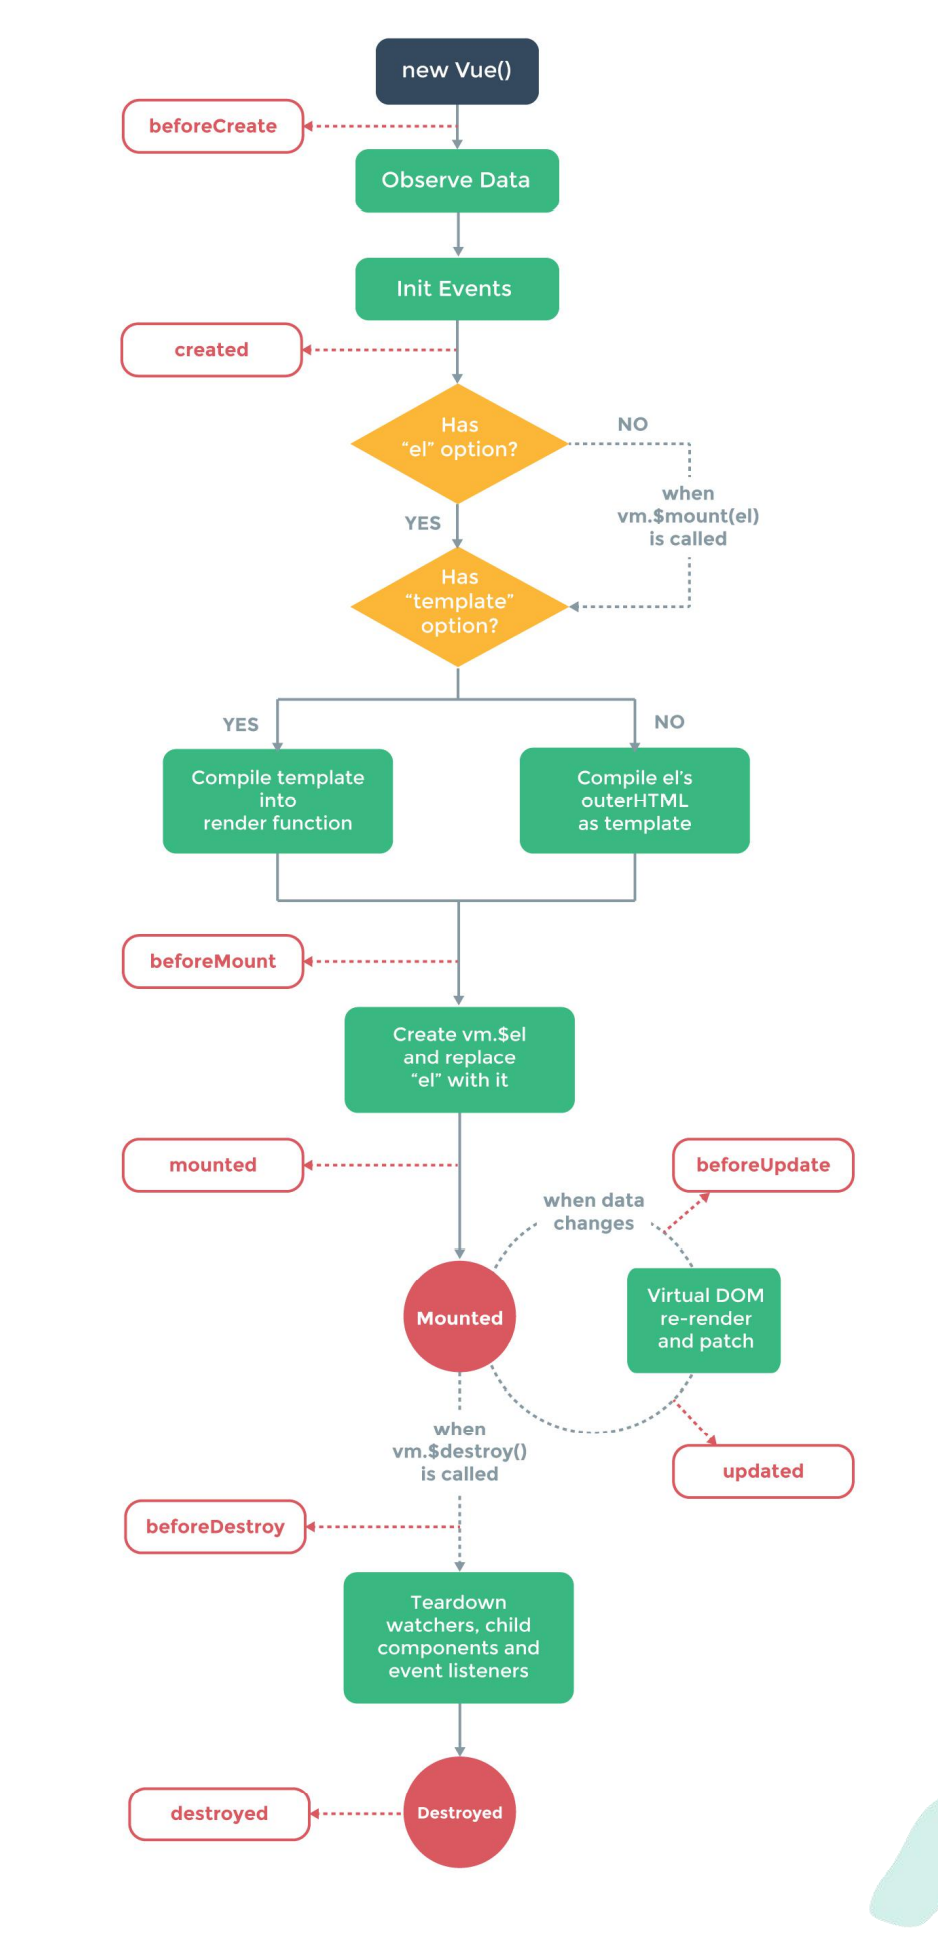 new Vue()
beforeCreate
Observe Data
Init Events
created
Has
“el” option?
NO
when
vm.$mount(el)
is called
YES
Has
“template”
option?
YES
NO
Compile template
into
render function
Compile el’s
outerHTML
as template
beforeMount
Create vm.$el
and replace
“el” with it
mounted
beforeUpdate
when data
changes
Mounted
Virtual DOM
re-render
and patch
when
vm.$destroy()
is called
updated
beforeDestroy
Teardown
watchers, child
components and
event listeners
destroyed
Destroyed